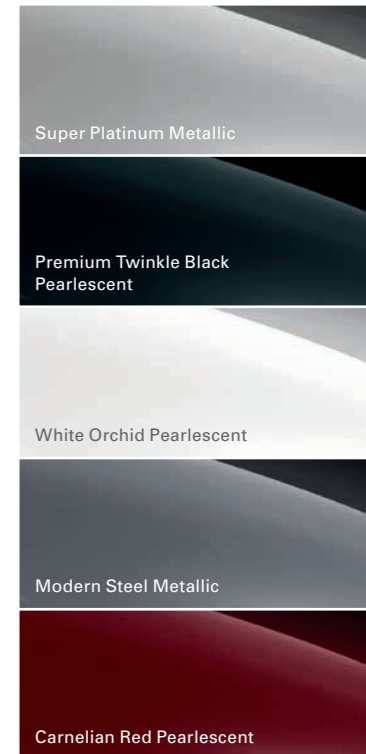 Super Platinum Metallic
Premium Twinkle Black
Pearlescent
White Orchid Pearlescent
Modern Steel Metallic
Carnelian Red Pearlescent